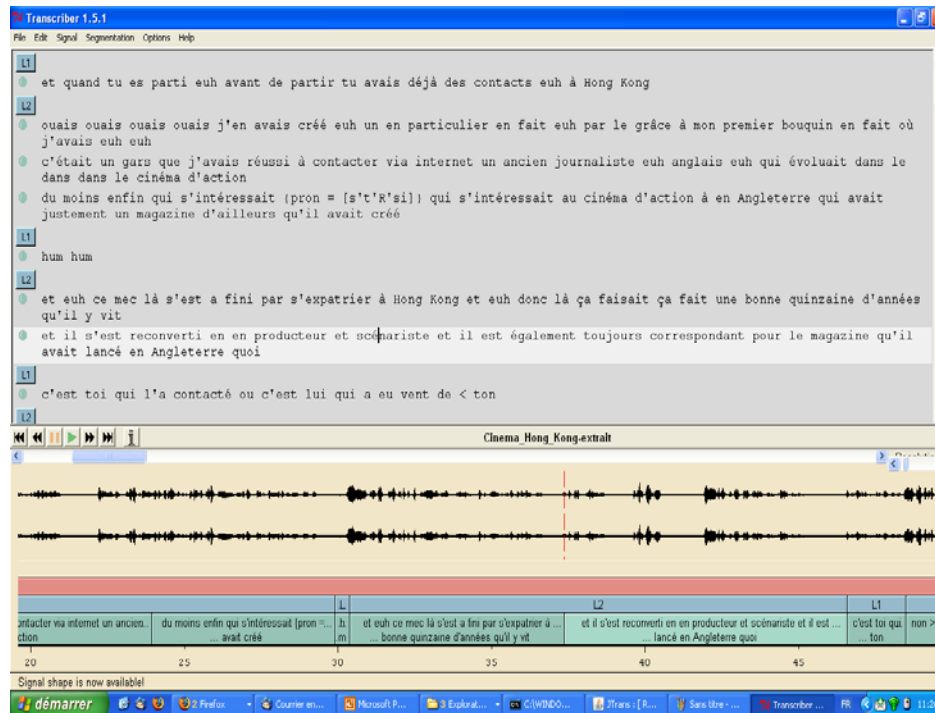 Transcriber 1.5.1
File Edit Signal Segmentation Options Help
L1
et quand tu es parti euh avant de partir tu avais déjà des contacts euh à Hong Kong
L2
ouais ouais ouais ouais j'en avais créé euh un en particulier en fait euh par le grâce à mon premier bouquin en fait où
j'avais euh euh
c'était un gars que j'avais réussi à contacter via internet un ancien journaliste euh anglais euh qui évoluait dans le
dans dans le cinéma d'action
du moins enfin qui s'intéressait (pron = [s't'R'si]) qui s'intéressait au cinéma d'action à en Angleterre qui avait
justement un magazine d'ailleurs qu'il avait créé
L1
hum hum
L2
et euh ce mec là s'est a fini par s'expatrier à Hong Kong et euh donc là ça faisait ça fait une bonne quinzaine d'années
qu'il y vit
et il s'est reconverti en en producteur et scénariste et il est également toujours correspondant pour le magazine qu'il
avait lancé en Angleterre quoi
L1
c'est toi qui l'a contacté ou c'est lui qui a eu vent de < ton
L2
Cinema_Hong_Kong-extrait
L L2 L1
ontacter via internet un ancien... du moins enfin qui s'intéressait (pron =... .h. et euh ce mec là s'est a fini par s'expatrier à ... et il s'est reconverti en en producteur et scénariste et il est ... c'est toi qui. non >
ction ... avait créé .m ... bonne quinzaine d'années qu'il y vit ... lancé en Angleterre quoi ... ton
20 25 30 35 40 45
Signal shape is now available!
démarrer 2 Firefox Courrier en... Microsoft P... 3 Explorat... C:\WINDO... JTrans : [ R... Sans titre - ... Transcriber ... FR